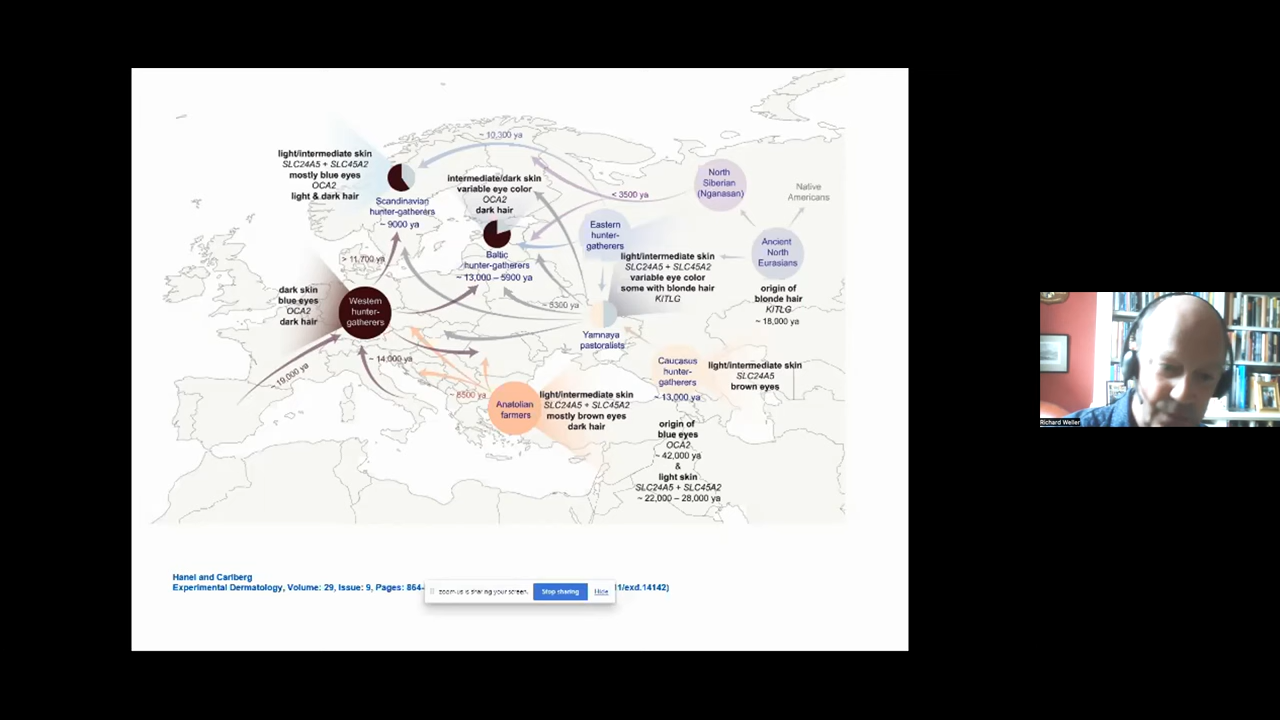 ~ 10,300 ya
light/intermediate skin
SLC24A5 + SLC45A2
mostly blue eyes
OCA2
light & dark hair
Scandinavian
hunter-gatherers
~ 9000 ya
intermediate/dark skin
variable eye color
OCA2
dark hair
Baltic
hunter-gatherers
~ 13,000 – 5900 ya
< 3500 ya
North
Siberian
(Nganasan)
Native
Americans
Eastern
hunter-
gatherers
Ancient
North
Eurasians
light/intermediate skin
SLC24A5 + SLC45A2
variable eye color
some with blonde hair
KITLG
origin of
blonde hair
KITLG
~ 18,000 ya
> 11,700 ya
dark skin
blue eyes
OCA2
dark hair
Western
hunter-
gatherers
~ 5300 ya
Yamnaya
pastoralists
~ 14,000 ya
~19,000 ya
Caucasus
hunter-
gatherers
~ 13,000 ya
light/intermediate skin
SLC24A5
brown eyes
~ 8500 ya
Anatolian
farmers
light/intermediate skin
SLC24A5 + SLC45A2
mostly brown eyes
dark hair
origin of
blue eyes
OCA2
~ 42,000 ya
&
light skin
SLC24A5 + SLC45A2
~ 22,000 – 28,000 ya
Hanel and Carlberg
Experimental Dermatology, Volume: 29, Issue: 9, Pages: 864- 1/exd.14142)
zoom.us is sharing your screen.
Stop sharing
Hide
Richard Weller